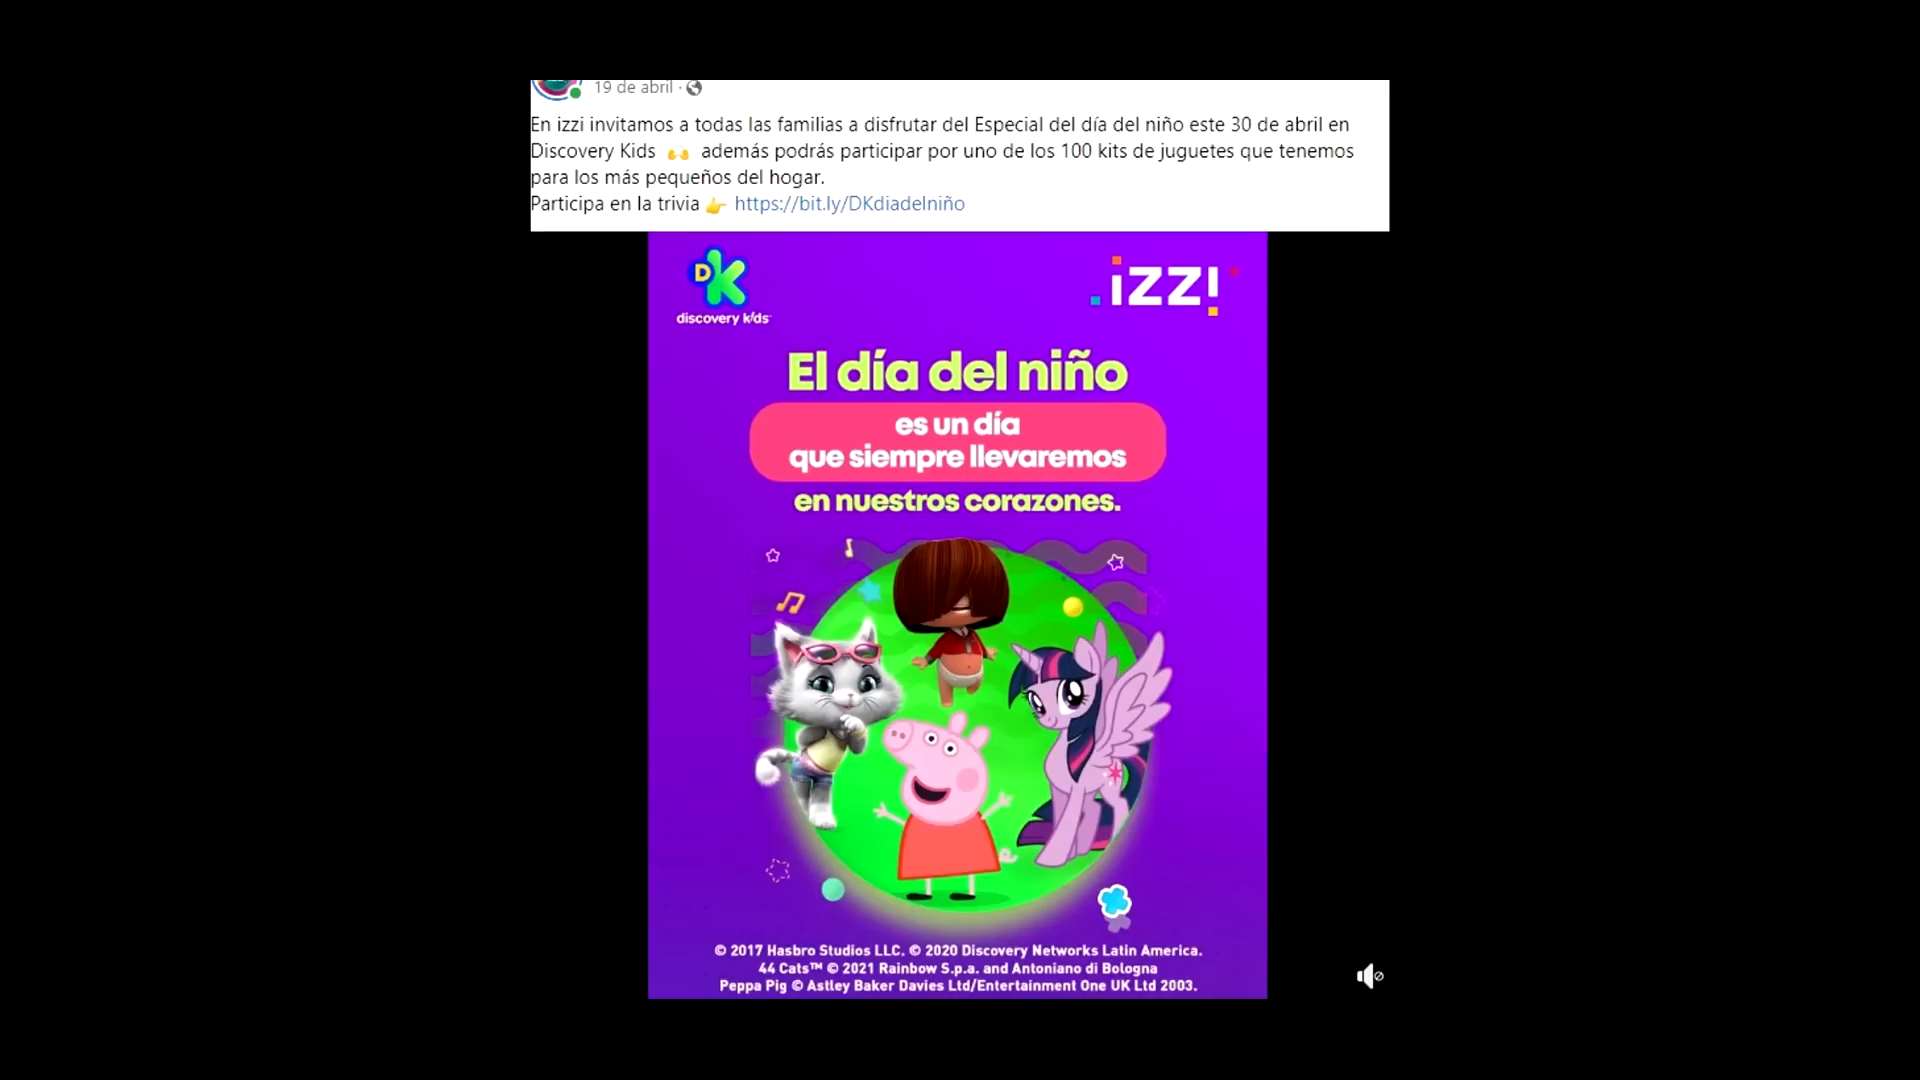 19 de abril ·
En izzi invitamos a todas las familias a disfrutar del Especial del día del niño este 30 de abril en
Discovery Kids 🙌 además podrás participar por uno de los 100 kits de juguetes que tenemos
para los más pequeños del hogar.
Participa en la trivia 👉 https://bit.ly/DKdiadelniño
DK
discovery kids
izz!
El día del niño
es un día
que siempre llevaremos
en nuestros corazones.
© 2017 Hasbro Studios LLC. © 2020 Discovery Networks Latin America.
44 Cats™ © 2021 Rainbow S.p.a. and Antoniano di Bologna
Peppa Pig © Astley Baker Davies Ltd/Entertainment One UK Ltd 2003.